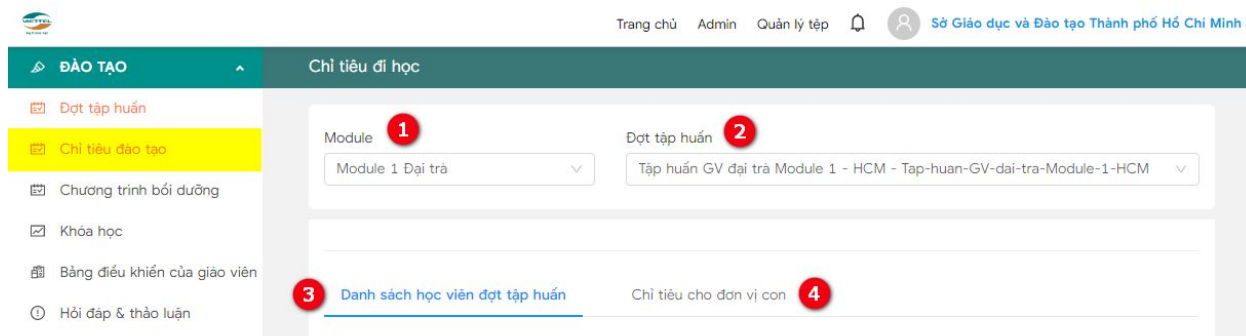 VIETTEL
Trang chủ Admin Quản lý tệp Sở Giáo dục và Đào tạo Thành phố Hồ Chí Minh
ĐÀO TẠO
Chỉ tiêu đi học
Đợt tập huấn
Chỉ tiêu đào tạo
Chương trình bồi dưỡng
Khóa học
Bảng điều khiển của giáo viên
Hỏi đáp & thảo luận
Module 1
Đợt tập huấn 2
Module 1 Đại trà
Tập huấn GV đại trà Module 1 - HCM - Tap-huan-GV-dai-tra-Module-1-HCM
3 Danh sách học viên đợt tập huấn
Chỉ tiêu cho đơn vị con 4